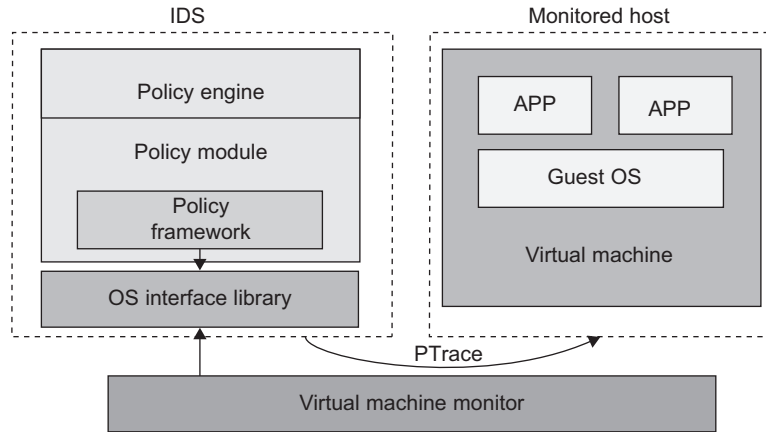 IDS
Monitored host
Policy engine
Policy module
Policy
framework
OS interface library
APP
APP
Guest OS
Virtual machine
PTrace
Virtual machine monitor